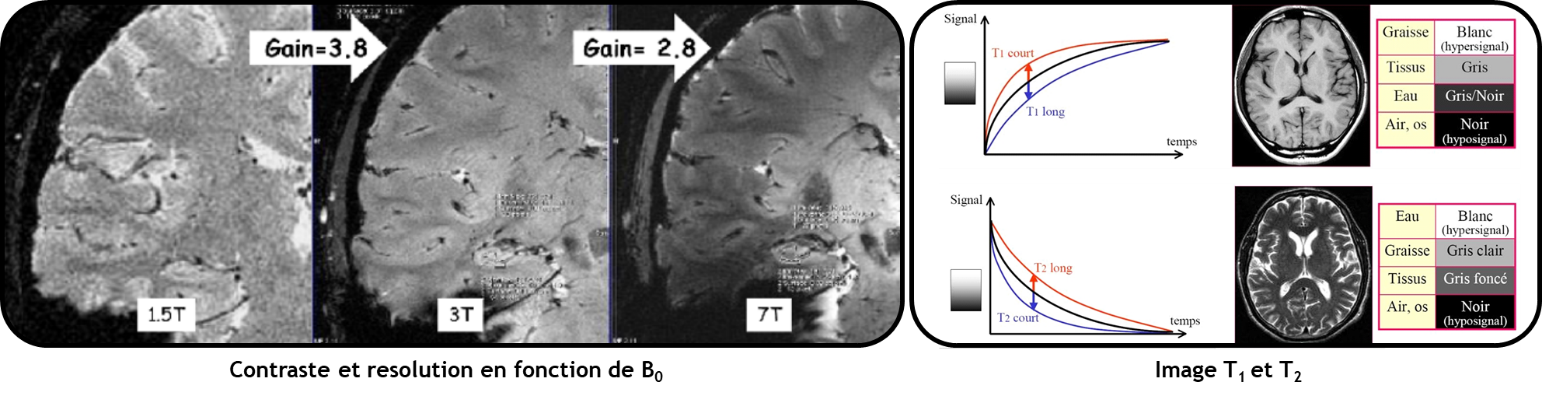 Gain=3.8
Gain= 2.8
1.5T
3T
7T
Contraste et resolution en fonction de B0
Signal
T1 court
T1 long
temps
Graisse Blanc
(hypersignal)
Tissus Gris
Eau Gris/Noir
Air, os Noir
(hyposignal)
Signal
T2 long
T2 court
temps
Eau Blanc
(hypersignal)
Graisse Gris clair
Tissus Gris foncé
Air, os Noir
(hyposignal)
Image T1 et T2